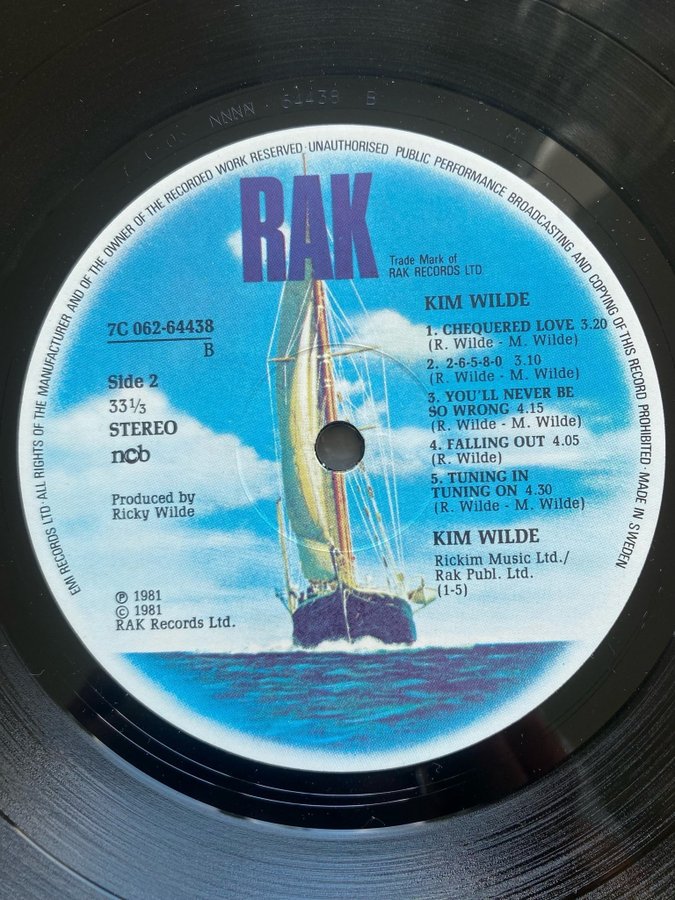 NNNN 64438 B
EMI RECORDS LTD·ALL RIGHTS OF THE MANUFACTURER AND OF THE OWNER OF THE RECORDED WORK RESERVED·UNAUTHORISED PUBLIC PERFORMANCE BROADCASTING AND COPYING OF THIS RECORD PROHIBITED·MADE IN SWEDEN
RAK
Trade Mark of
RAK RECORDS LTD.
7C 062-64438
B
Side 2
33 1/3
STEREO
ncb
Produced by
Ricky Wilde
℗ 1981
© 1981
RAK Records Ltd.
KIM WILDE
1. CHEQUERED LOVE 3.20
(R. Wilde - M. Wilde)
2. 2-6-5-8-0 3.10
(R. Wilde - M. Wilde)
3. YOU'LL NEVER BE
SO WRONG 4.15
(R. Wilde - M. Wilde)
4. FALLING OUT 4.05
(R. Wilde)
5. TUNING IN
TUNING ON 4.30
(R. Wilde - M. Wilde)
KIM WILDE
Rickim Music Ltd./
Rak Publ. Ltd.
(1-5)